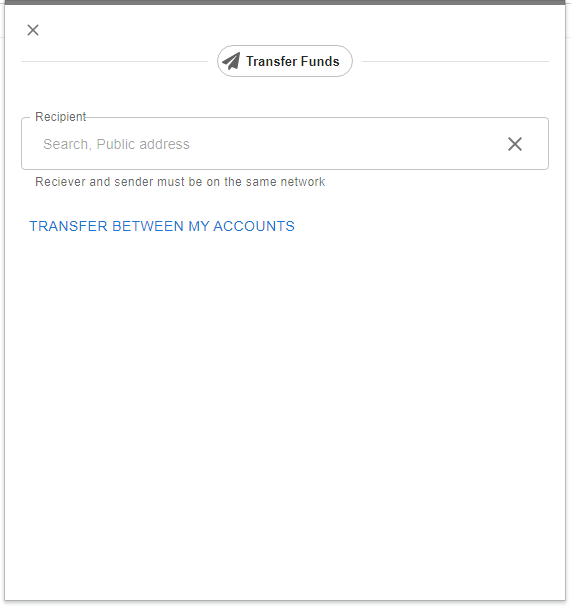 Transfer Funds
Recipient
Search, Public address
Reciever and sender must be on the same network
TRANSFER BETWEEN MY ACCOUNTS